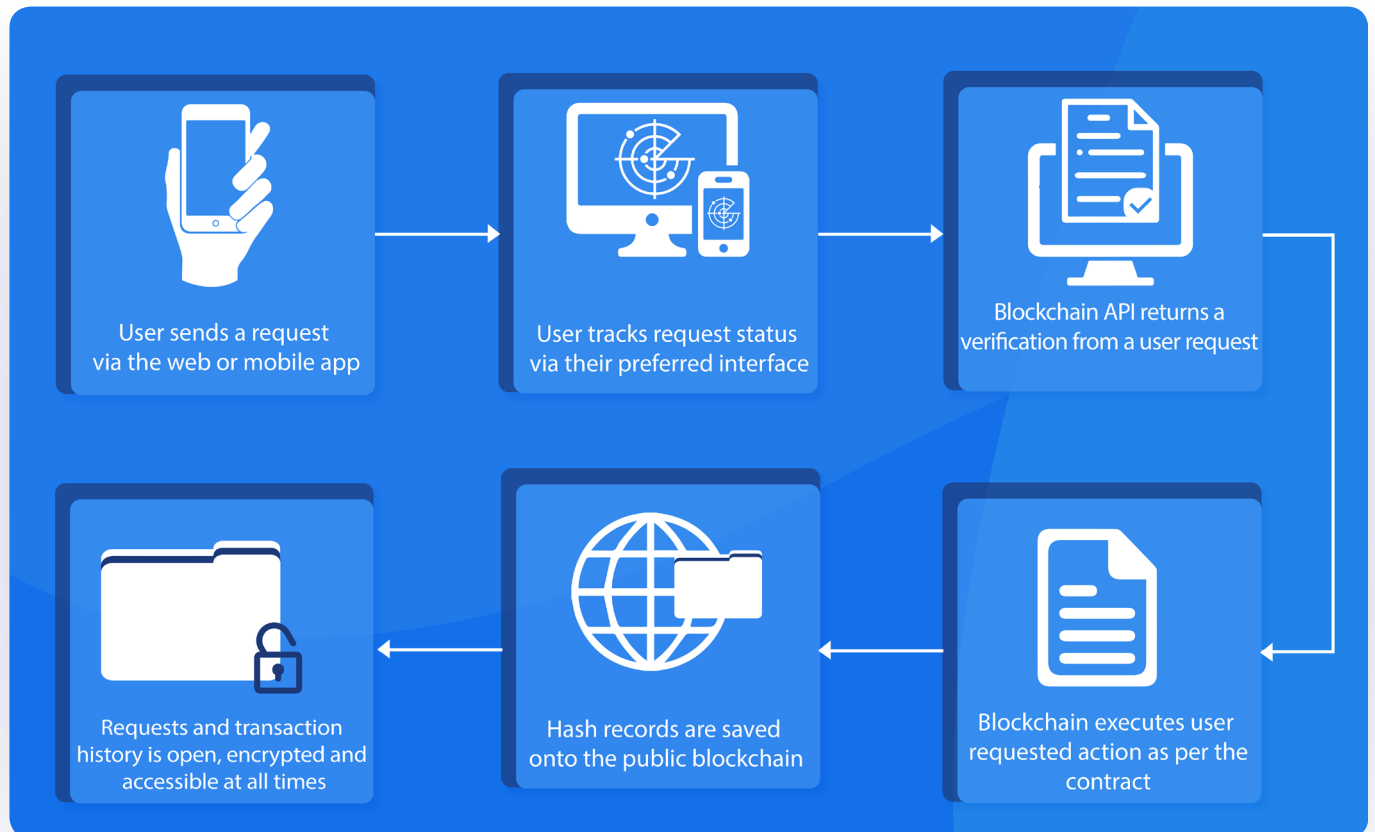 User sends a request
via the web or mobile app
User tracks request status
via their preferred interface
Blockchain API returns a
verification from a user request
Blockchain executes user
requested action as per the
contract
Hash records are saved
onto the public blockchain
Requests and transaction
history is open, encrypted and
accessible at all times